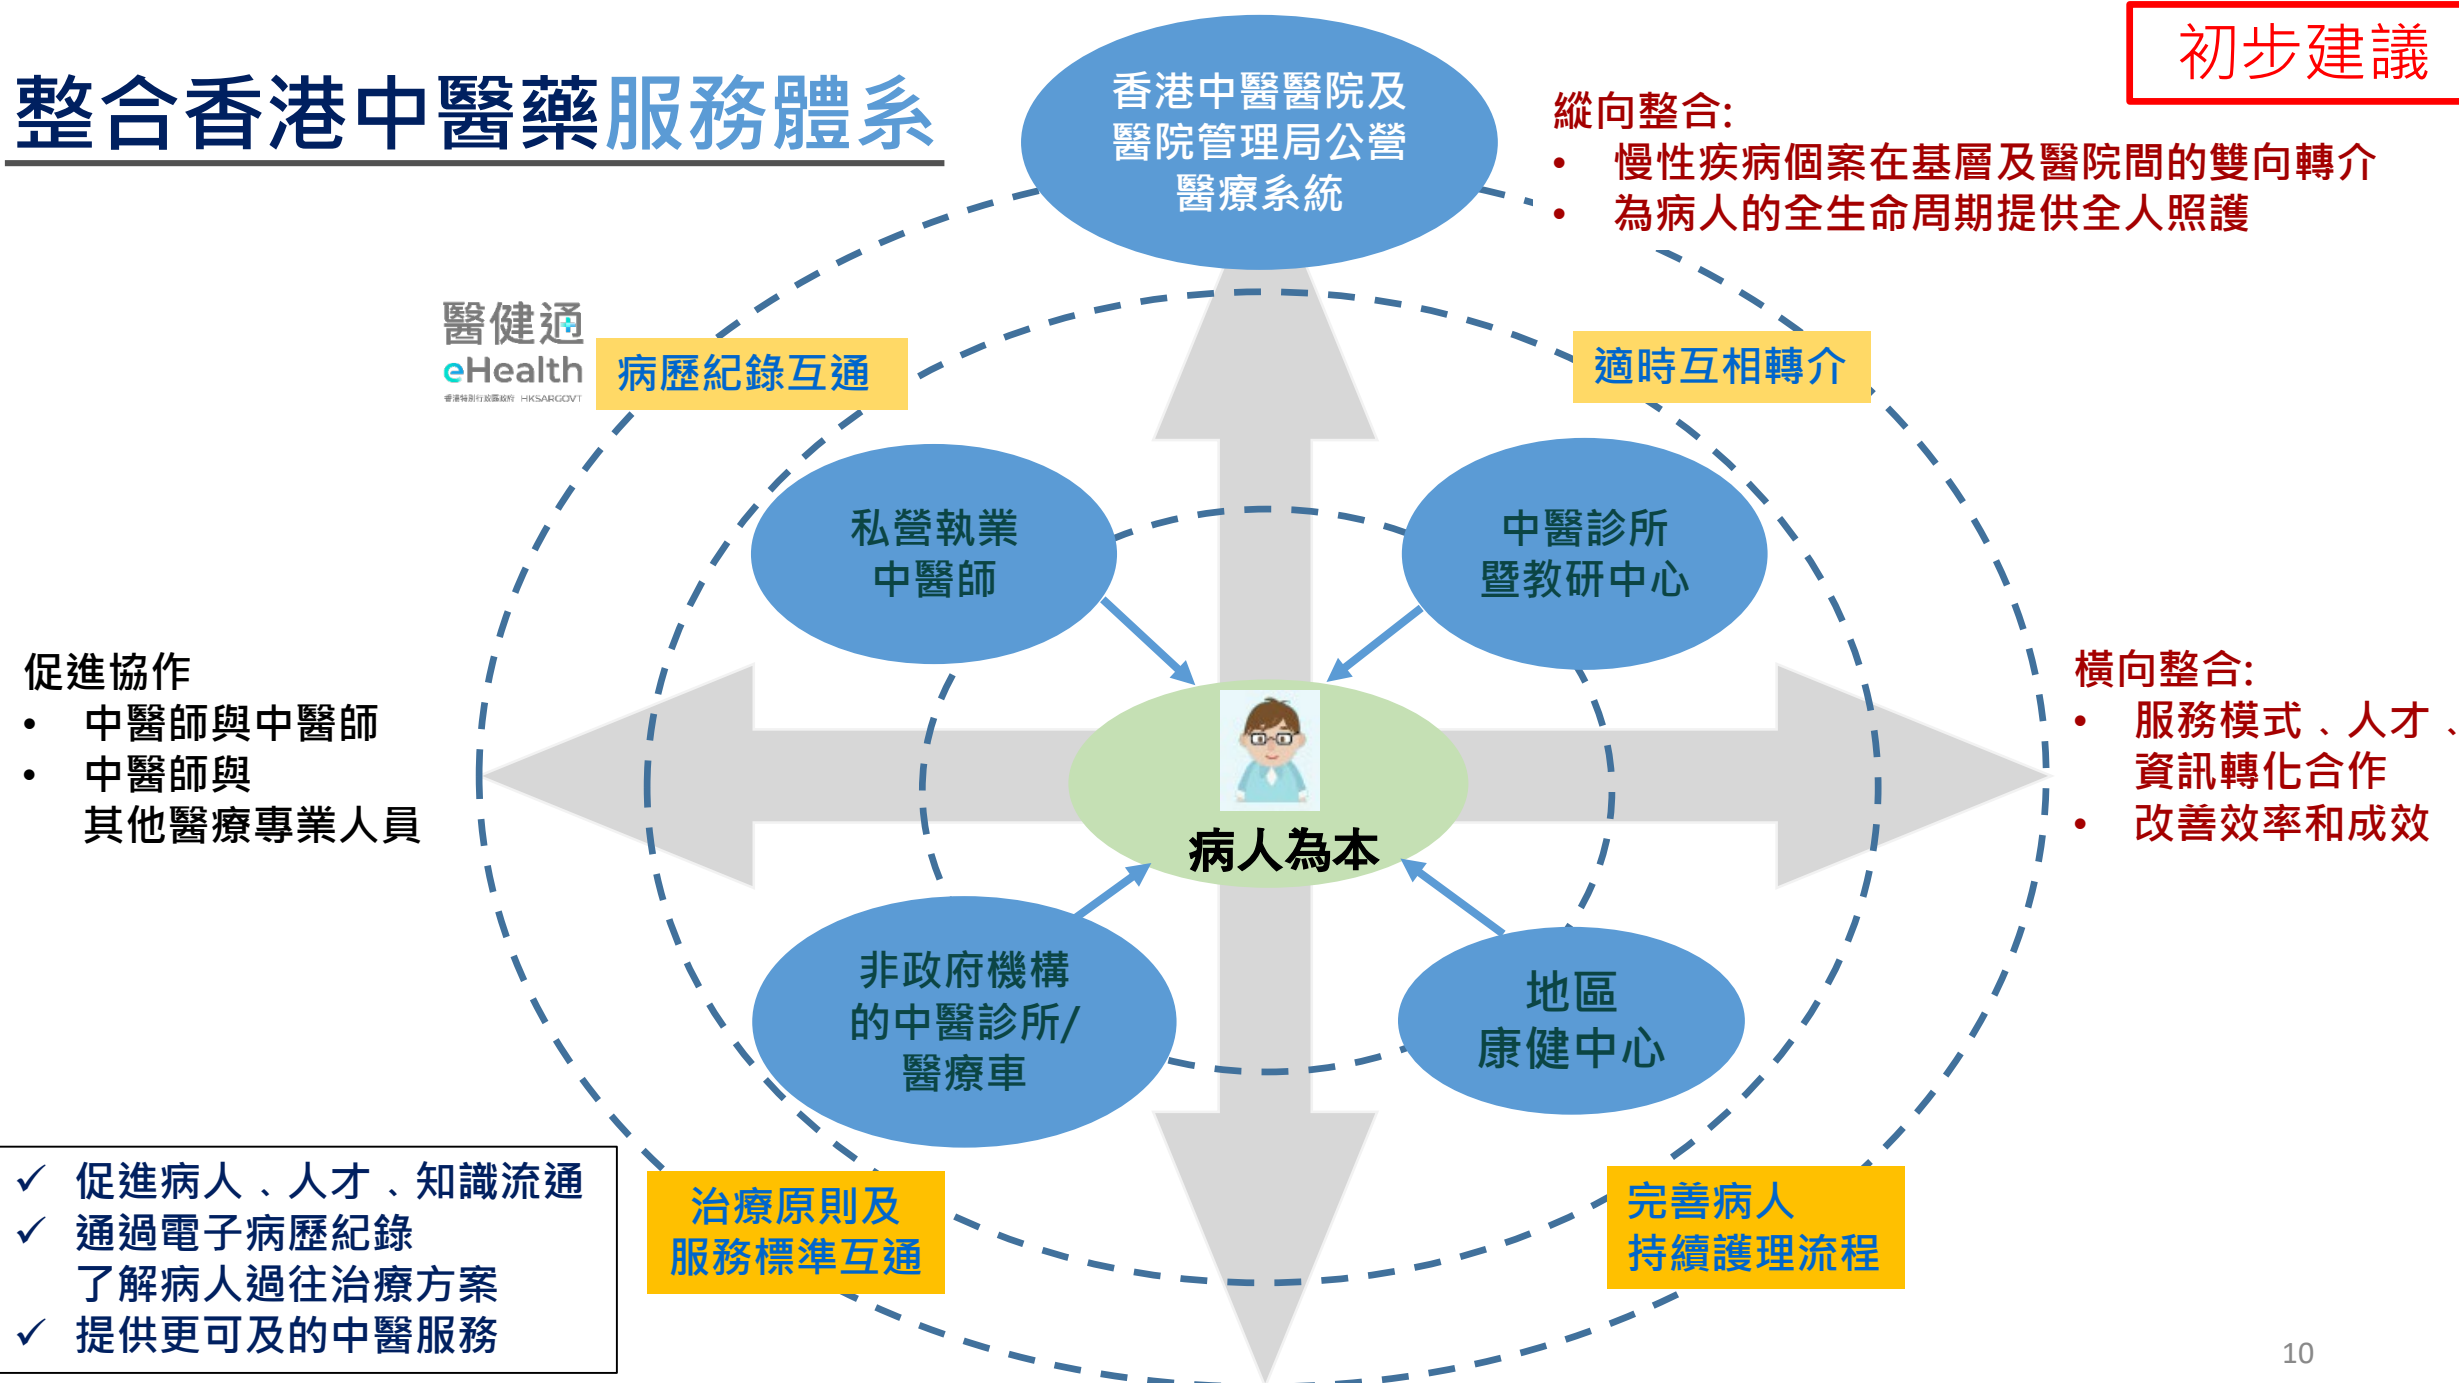 初步建議
整合香港中醫藥服務體系
香港中醫醫院及
醫院管理局公營
醫療系統
縱向整合:
• 慢性疾病個案在基層及醫院間的雙向轉介
• 為病人的全生命周期提供全人照護
醫健通
eHealth
香港特別行政區政府 HKSARGOVT
病歷紀錄互通
適時互相轉介
私營執業
中醫師
中醫診所
暨教研中心
促進協作
• 中醫師與中醫師
• 中醫師與
其他醫療專業人員
病人為本
橫向整合:
• 服務模式、人才、
資訊轉化合作
• 改善效率和成效
非政府機構
的中醫診所/
醫療車
地區
康健中心
✓ 促進病人、人才、知識流通
✓ 通過電子病歷紀錄
了解病人過往治療方案
✓ 提供更可及的中醫服務
治療原則及
服務標準互通
完善病人
持續護理流程
10